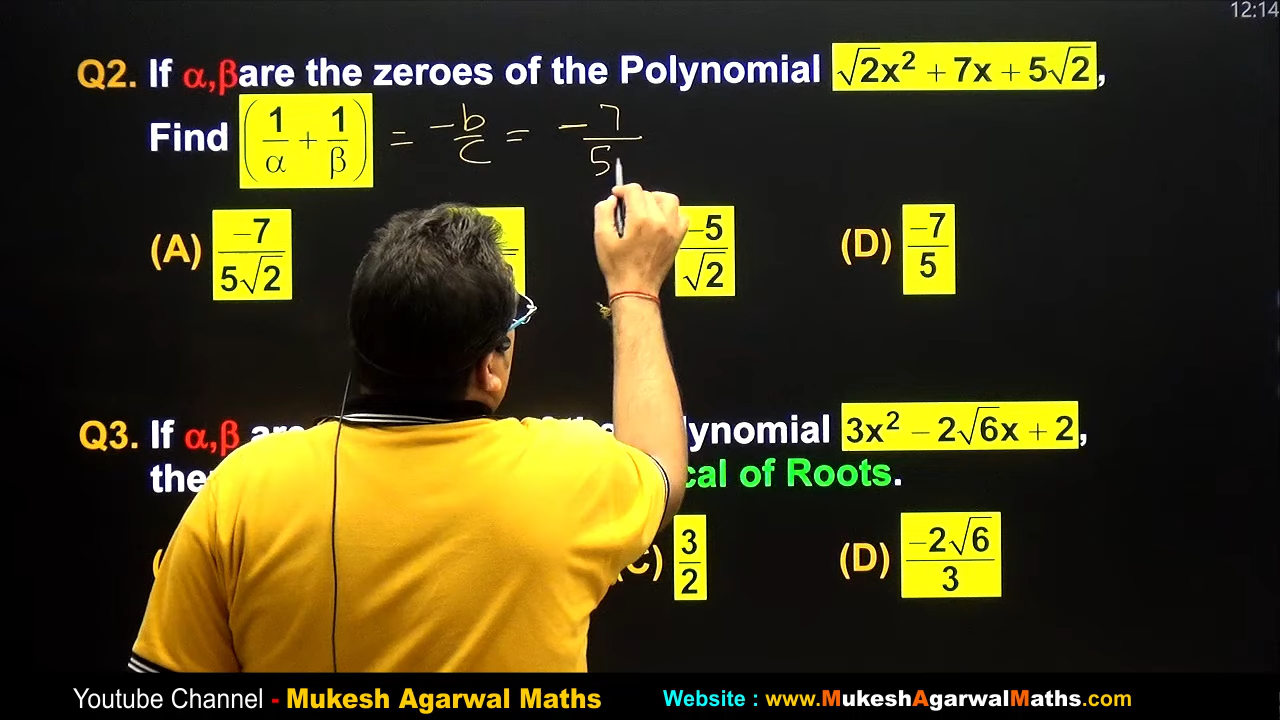 12:14
Q2. If α,β are the zeroes of the Polynomial √2x² + 7x + 5√2,
Find (1/α + 1/β) = -b/c = -7/5
(A) -7/5√2 -5/√2 (D) -7/5
Q3. If α,β are the Polynomial 3x² - 2√6x + 2,
of Roots.
(C) 3/2 (D) -2√6/3
Youtube Channel - Mukesh Agarwal Maths Website : www.MukeshAgarwalMaths.com